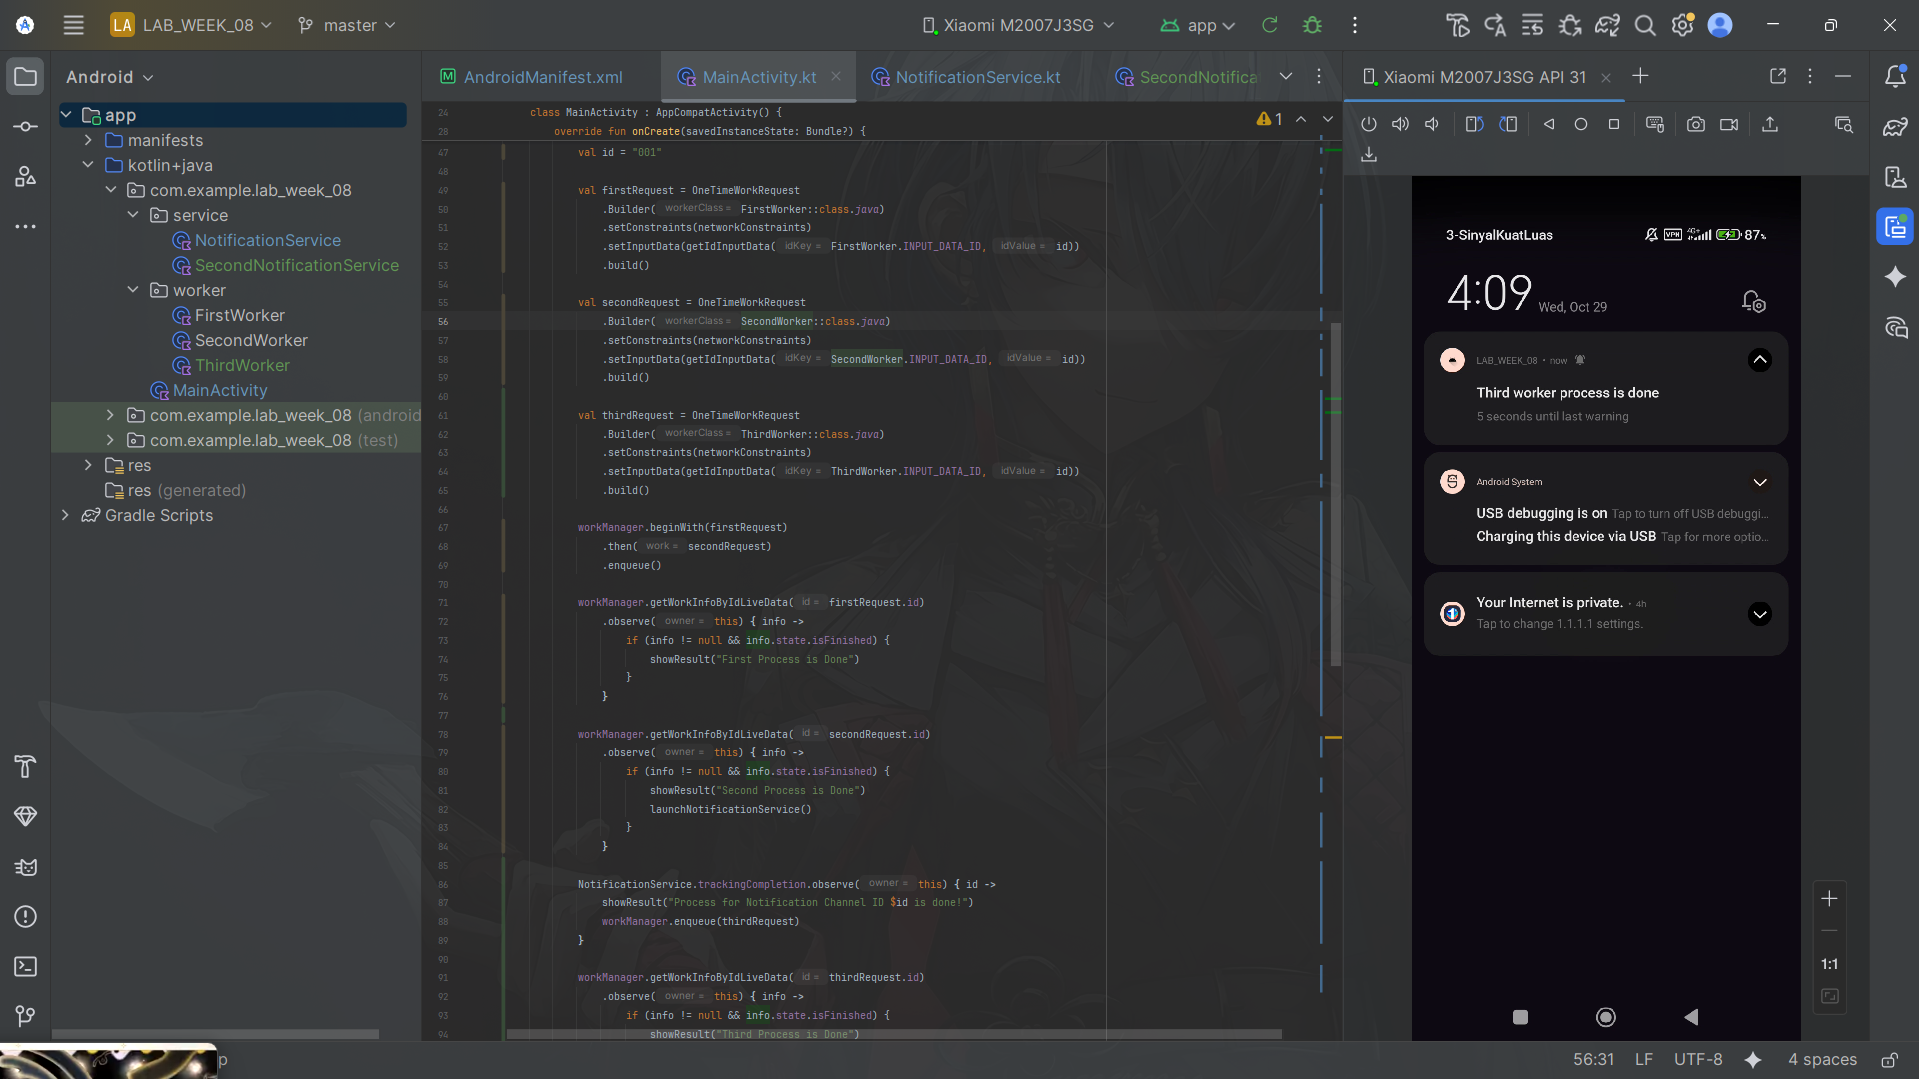 LA LAB_WEEK_08 master Xiaomi M2007J3SG app
Android
AndroidManifest.xml MainActivity.kt NotificationService.kt SecondNotifica
Xiaomi M2007J3SG API 31
app
manifests
kotlin+java
com.example.lab_week_08
service
NotificationService
SecondNotificationService
worker
FirstWorker
SecondWorker
ThirdWorker
MainActivity
com.example.lab_week_08 (android
com.example.lab_week_08 (test)
res
res (generated)
Gradle Scripts
1
24 class MainActivity : AppCompatActivity() {
28 override fun onCreate(savedInstanceState: Bundle?) {
47 val id = "001"
48
49 val firstRequest = OneTimeWorkRequest
50 .Builder( workerClass = FirstWorker::class.java)
51 .setConstraints(networkConstraints)
52 .setInputData(getIdInputData( idKey = FirstWorker.INPUT_DATA_ID, idValue = id))
53 .build()
54
55 val secondRequest = OneTimeWorkRequest
56 .Builder( workerClass = SecondWorker::class.java)
57 .setConstraints(networkConstraints)
58 .setInputData(getIdInputData( idKey = SecondWorker.INPUT_DATA_ID, idValue = id))
59 .build()
60
61 val thirdRequest = OneTimeWorkRequest
62 .Builder( workerClass = ThirdWorker::class.java)
63 .setConstraints(networkConstraints)
64 .setInputData(getIdInputData( idKey = ThirdWorker.INPUT_DATA_ID, idValue = id))
65 .build()
66
67 workManager.beginWith(firstRequest)
68 .then( work = secondRequest)
69 .enqueue()
70
71 workManager.getWorkInfoByIdLiveData( id = firstRequest.id)
72 .observe( owner = this) { info ->
73 if (info != null && info.state.isFinished) {
74 showResult("First Process is Done")
75 }
76 }
77
78 workManager.getWorkInfoByIdLiveData( id = secondRequest.id)
79 .observe( owner = this) { info ->
80 if (info != null && info.state.isFinished) {
81 showResult("Second Process is Done")
82 launchNotificationService()
83 }
84 }
85
86 NotificationService.trackingCompletion.observe( owner = this) { id ->
87 showResult("Process for Notification Channel ID $id is done!")
88 workManager.enqueue(thirdRequest)
89 }
90
91 workManager.getWorkInfoByIdLiveData( id = thirdRequest.id)
92 .observe( owner = this) { info ->
93 if (info != null && info.state.isFinished) {
94 showResult("Third Process is Done")
3-SinyalKuatLuas VPN 4G+ 87%
4:09 Wed, Oct 29
LAB_WEEK_08 • now
Third worker process is done
5 seconds until last warning
Android System
USB debugging is on Tap to turn off USB debuggi...
Charging this device via USB Tap for more optio...
Your Internet is private. • 4h
Tap to change 1.1.1.1 settings.
1:1
p
56:31 LF UTF-8 4 spaces